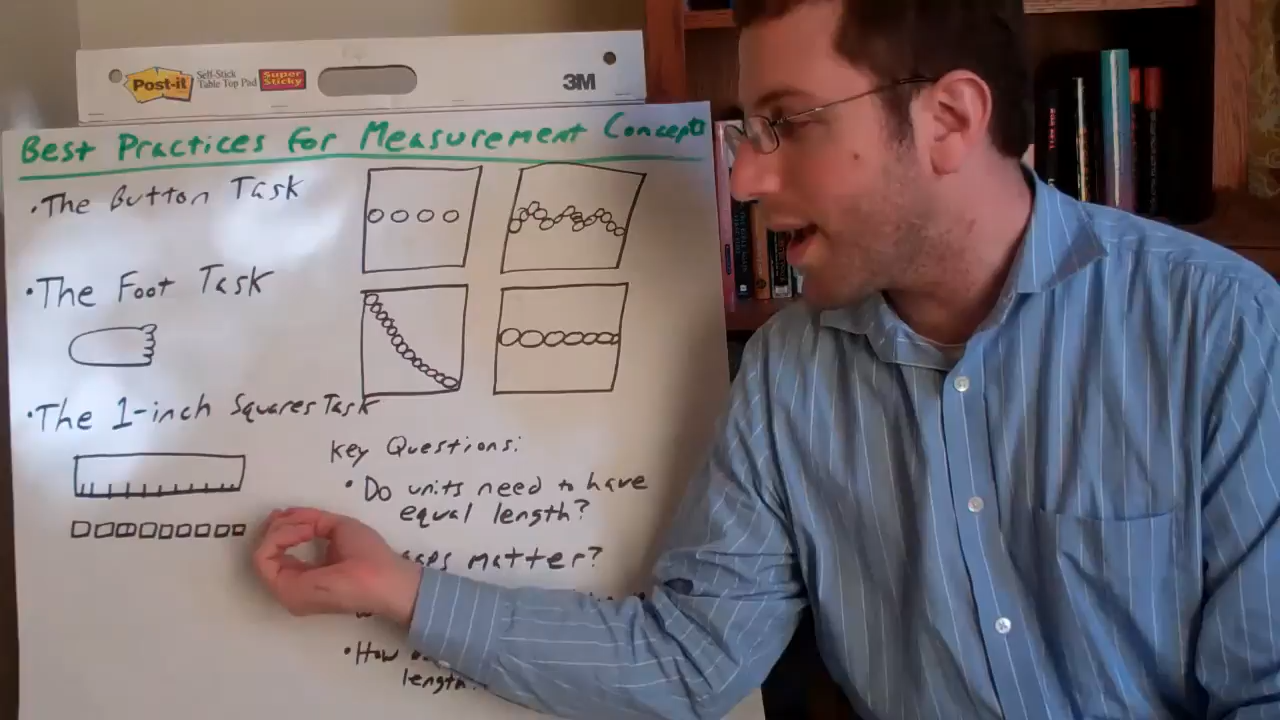 Post-it
Self-Stick
Table Top Pad
Super
Sticky
3M
Best Practices for Measurement Concepts
• The Button Task
• The Foot Task
• The 1-inch Squares Task
Key Questions:
• Do units need to have
equal length?
matter?
• How
length